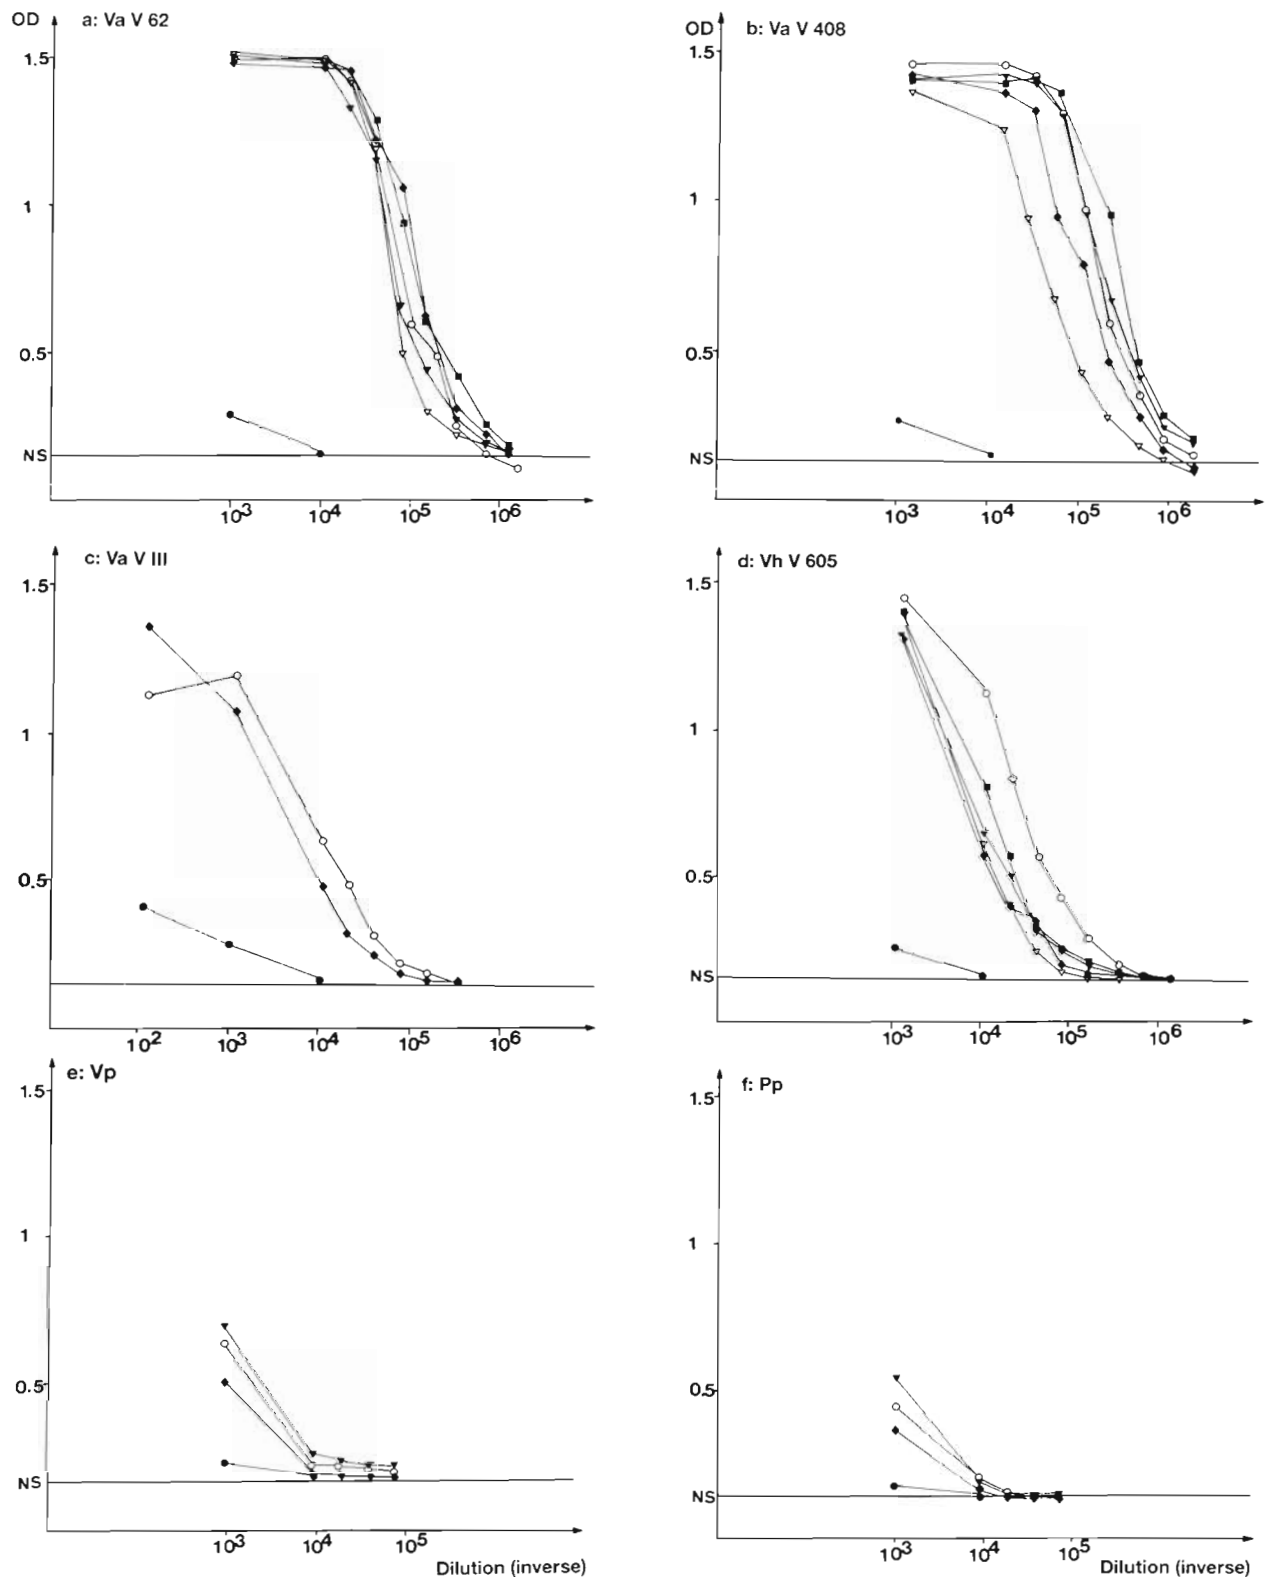 OD
a: Va V 62
1.5
1
0.5
NS
10³ 10⁴ 10⁵ 10⁶
OD
b: Va V 408
1.5
1
0.5
NS
10³ 10⁴ 10⁵ 10⁶
c: Va V III
1.5
1
0.5
10² 10³ 10⁴ 10⁵ 10⁶
d: Vh V 605
1.5
1
0.5
NS
10³ 10⁴ 10⁵ 10⁶
e: Vp
1.5
1
0.5
NS
10³ 10⁴ 10⁵
Dilution (inverse)
f: Pp
1.5
1
0.5
NS
10³ 10⁴ 10⁵
Dilution (inverse)